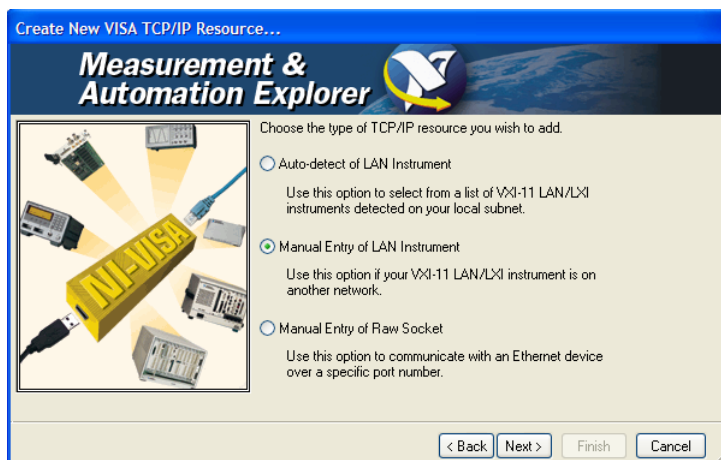 Create New VISA TCP/IP Resource...
Measurement &
Automation Explorer
Choose the type of TCP/IP resource you wish to add.
Auto-detect of LAN Instrument
Use this option to select from a list of VXI-11 LAN/LXI
instruments detected on your local subnet.
Manual Entry of LAN Instrument
Use this option if your VXI-11 LAN/LXI instrument is on
another network.
Manual Entry of Raw Socket
Use this option to communicate with an Ethernet device
over a specific port number.
NI-VISA
< Back
Next >
Finish
Cancel